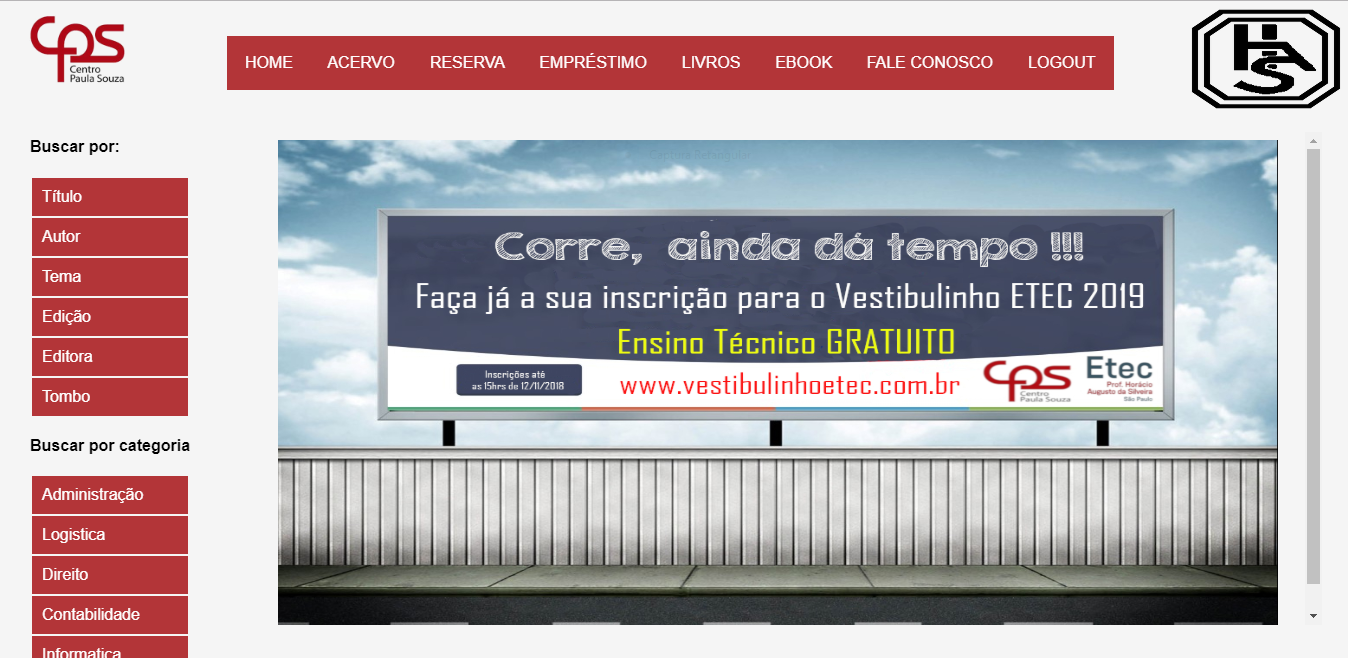 CPS
Centro
Paula Souza
HOME ACERVO RESERVA EMPRÉSTIMO LIVROS EBOOK FALE CONOSCO LOGOUT
HAS
Buscar por:
Título
Autor
Tema
Edição
Editora
Tombo
Buscar por categoria
Administração
Logistica
Direito
Contabilidade
Informatica
Corre, ainda dá tempo !!!
Faça já a sua inscrição para o Vestibulinho ETEC 2019
Ensino Técnico GRATUITO
Inscrições até
as 15hrs de 12/11/2018
www.vestibulinhoetec.com.br
CPS
Centro
Paula Souza
Etec
Prof. Horácio
Augusto da Silveira
São Paulo